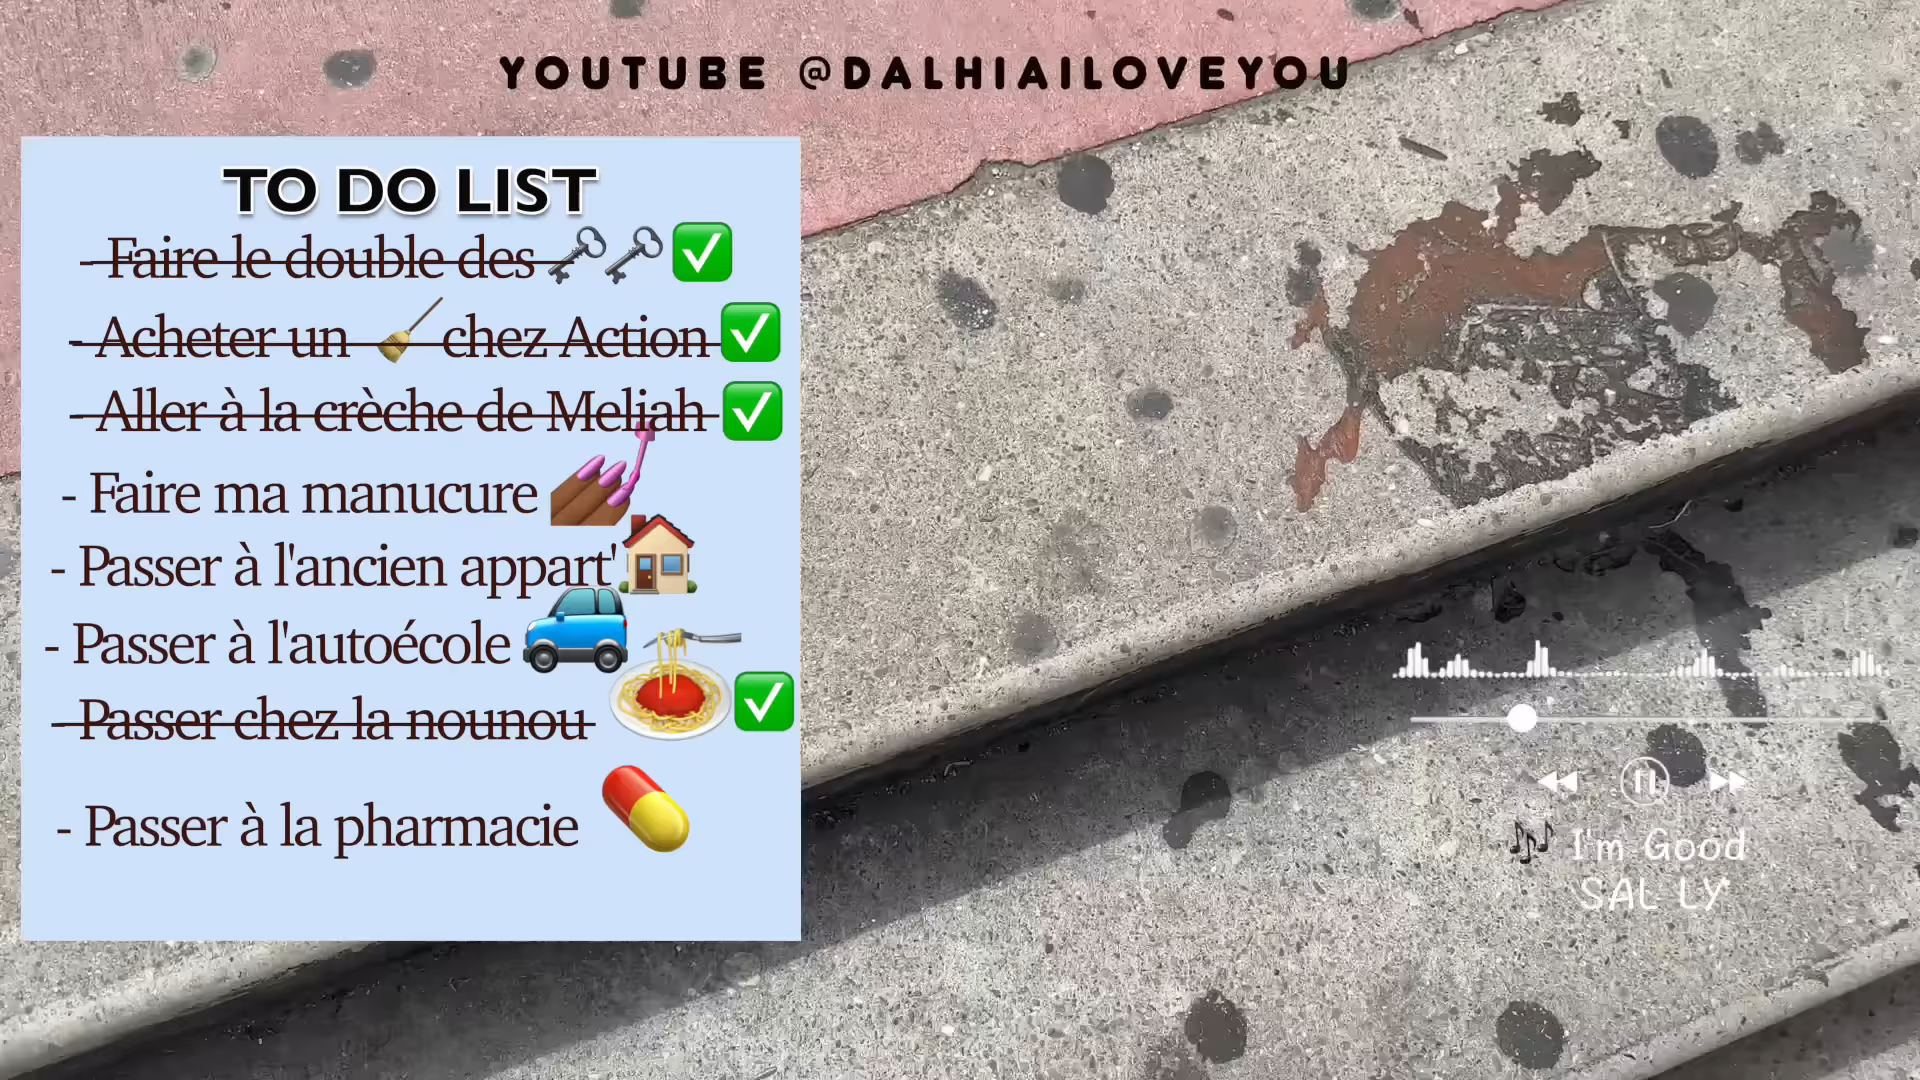 YOUTUBE @DALHIAILOVEYOU
TO DO LIST
- Faire le double des 🗝️🗝️ ✅
- Acheter un 🧹 chez Action ✅
- Aller à la crèche de Meliah ✅
- Faire ma manucure 💅🏾
- Passer à l'ancien appart' 🏠
- Passer à l'autoécole 🚙
- Passer chez la nounou 🍝 ✅
- Passer à la pharmacie 💊
🎶 I'm Good
SAL LY